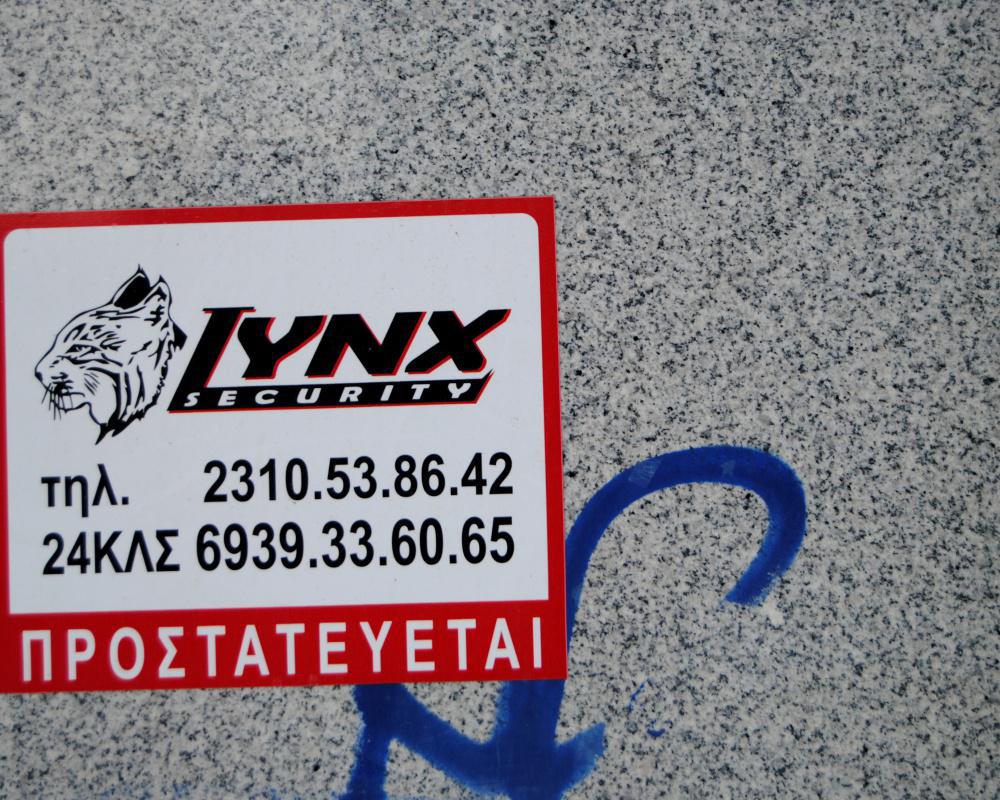 LYNX
SECURITY
τηλ. 2310.53.86.42
24ΚΛΣ 6939.33.60.65
ΠΡΟΣΤΑΤΕΥΕΤΑΙ